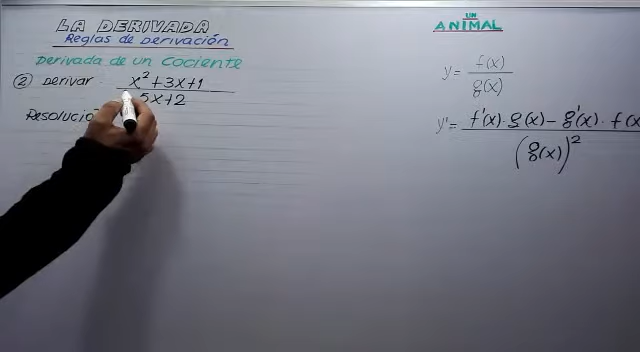 LA DERIVADA
Reglas de Derivación
Derivada de un Cociente
② Derivar x² + 3x + 1
5x + 2
Resolució
UN
ANIMAL
y = f(x)
g(x)
y' = f'(x) · g(x) − g'(x) · f(x
(g(x))²